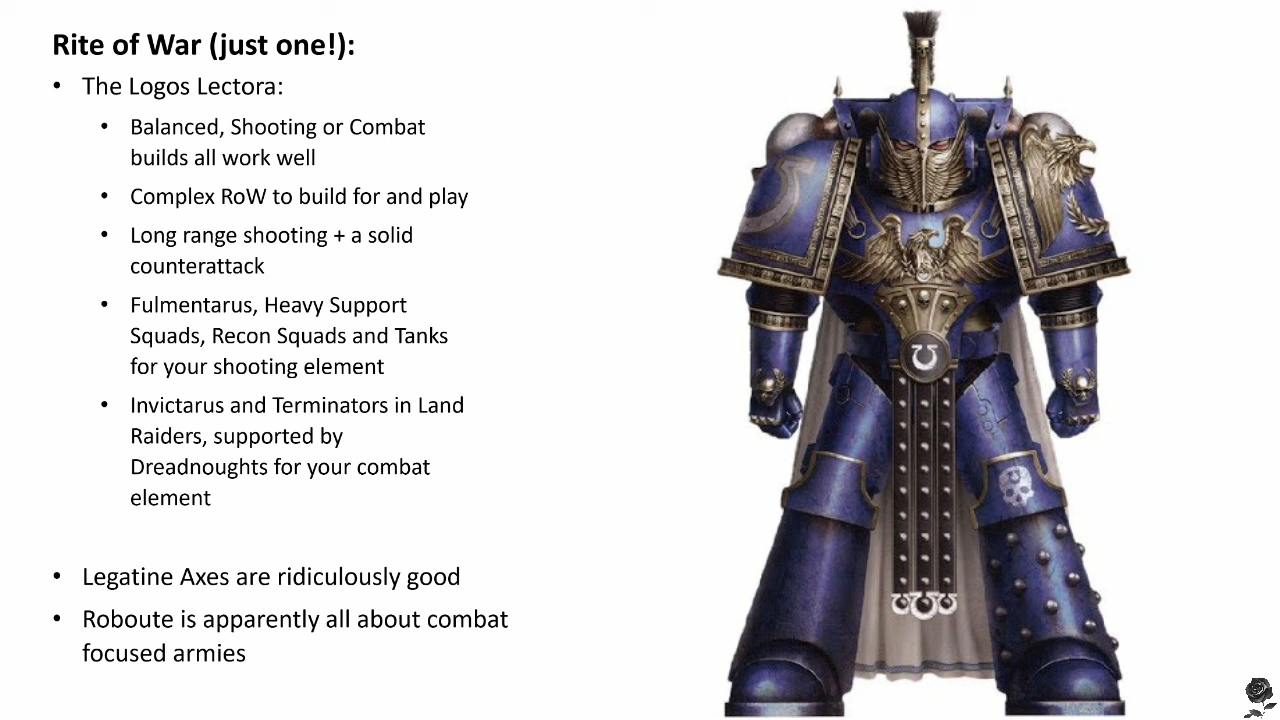 Rite of War (just one!):
• The Logos Lectora:
• Balanced, Shooting or Combat
builds all work well
• Complex RoW to build for and play
• Long range shooting + a solid
counterattack
• Fulmentarus, Heavy Support
Squads, Recon Squads and Tanks
for your shooting element
• Invictarus and Terminators in Land
Raiders, supported by
Dreadnoughts for your combat
element
• Legatine Axes are ridiculously good
• Roboute is apparently all about combat
focused armies